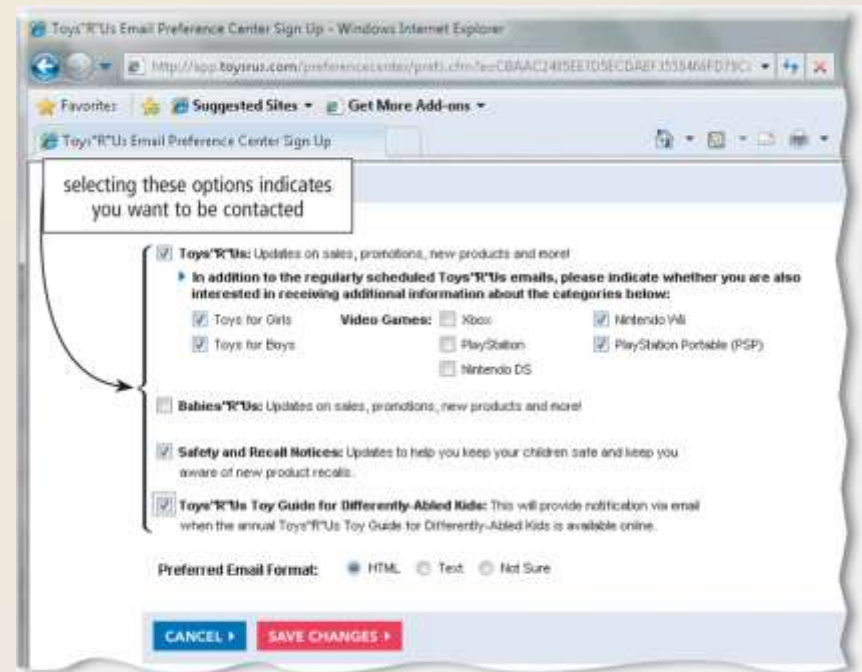 Toys"R"Us Email Preference Center Sign Up - Windows Internet Explorer
http://app.toysrus.com/preferencecenter/
Favorites Suggested Sites Get More Add-ons
Toys"R"Us Email Preference Center Sign Up
selecting these options indicates
you want to be contacted
Toys"R"Us: Updates on sales, promotions, new products and more!
In addition to the regularly scheduled Toys"R"Us emails, please indicate whether you are also
interested in receiving additional information about the categories below:
Toys for Girls Video Games: Xbox Nintendo Wii
Toys for Boys PlayStation PlayStation Portable (PSP)
Nintendo DS
Babies"R"Us: Updates on sales, promotions, new products and more!
Safety and Recall Notices: Updates to help you keep your children safe and keep you
aware of new product recalls.
Toys"R"Us Toy Guide for Differently-Abled Kids: This will provide notification via email
when the annual Toys"R"Us Toy Guide for Differently-Abled Kids is available online.
Preferred Email Format: HTML Text Not Sure
CANCEL SAVE CHANGES